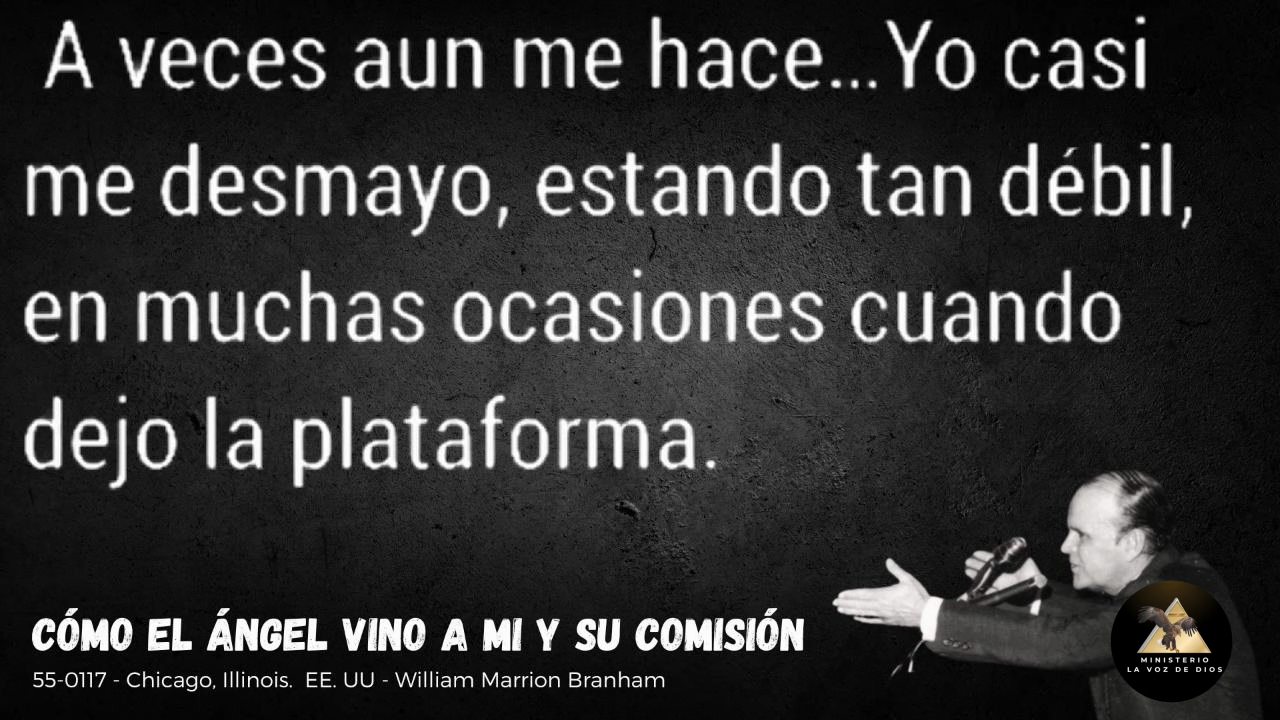 A veces aun me hace...Yo casi
me desmayo, estando tan débil,
en muchas ocasiones cuando
dejo la plataforma.
CÓMO EL ÁNGEL VINO A MI Y SU COMISIÓN
55-0117 - Chicago, Illinois.  EE. UU - William Marrion Branham
MINISTERIO
LA VOZ DE DIOS